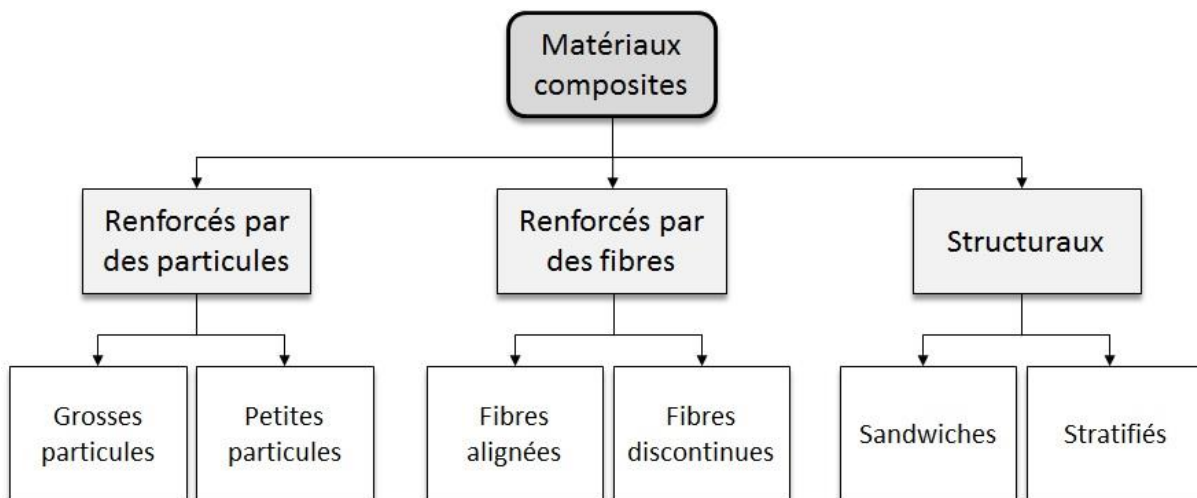 Matériaux
composites
Renforcés par
des particules
Renforcés par
des fibres
Structuraux
Grosses
particules
Petites
particules
Fibres
alignées
Fibres
discontinues
Sandwiches
Stratifiés